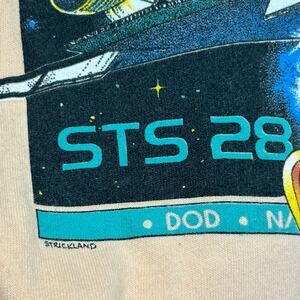 STS 28
• DOD • NA
STRICKLAND